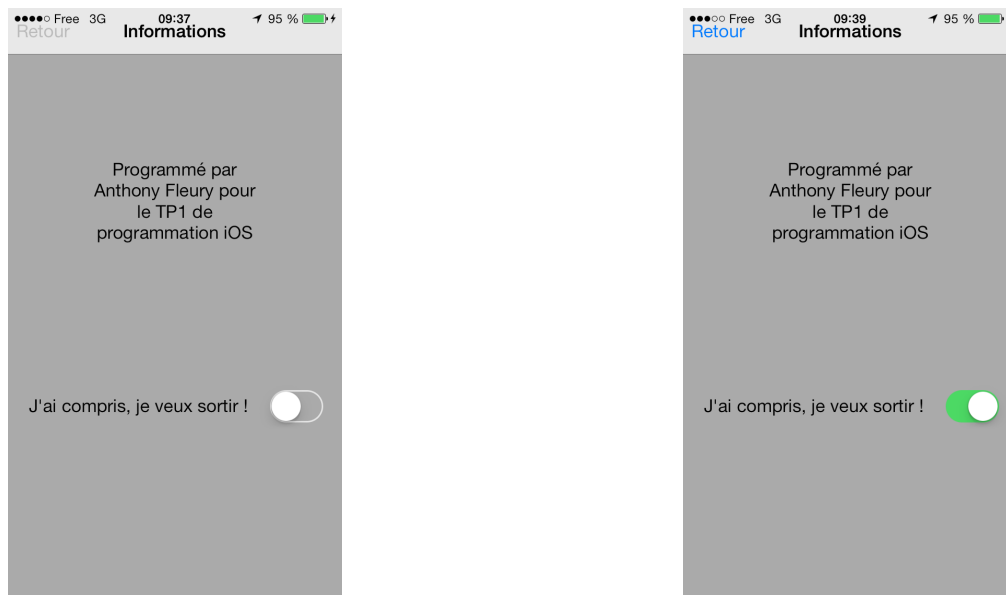 Free 3G 09:37 95 %
Retour Informations
Programmé par
Anthony Fleury pour
le TP1 de
programmation iOS
J'ai compris, je veux sortir !
Free 3G 09:39 95 %
Retour Informations
Programmé par
Anthony Fleury pour
le TP1 de
programmation iOS
J'ai compris, je veux sortir !